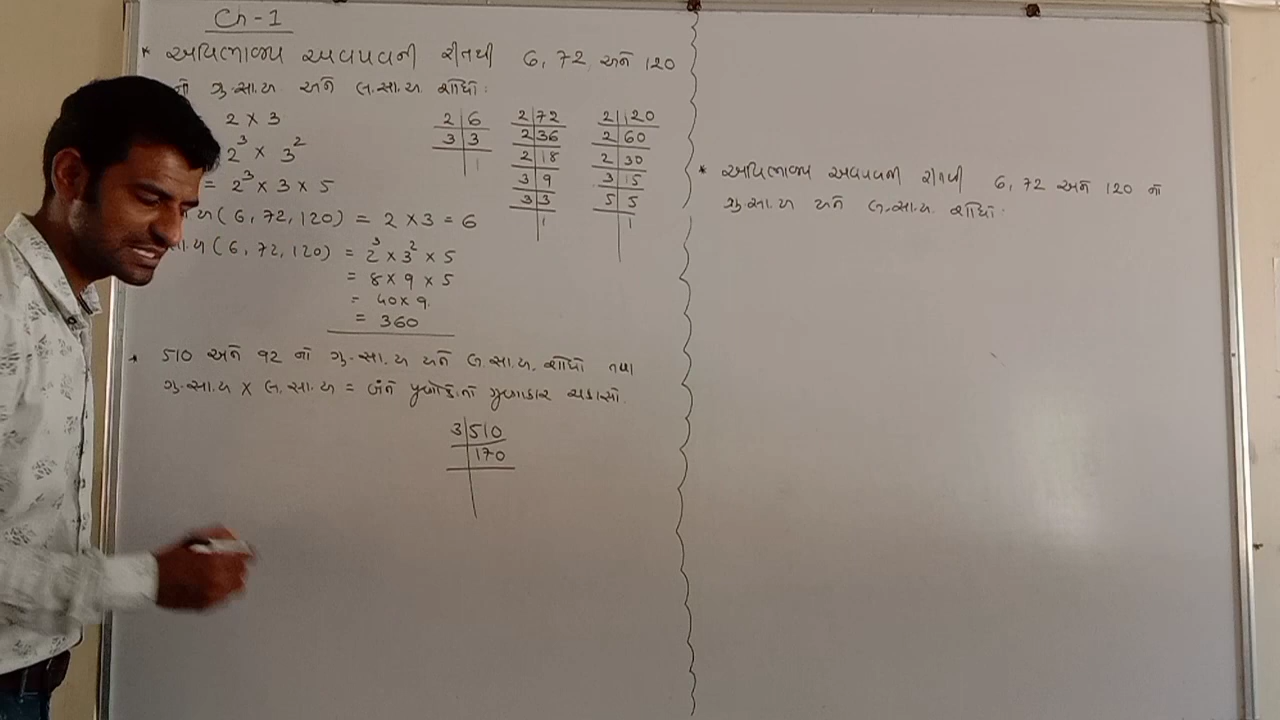 Ch-1
* અવિભાજ્ય અવયવની રીતથી 6, 72 અને 120
નો ગુ.સા.અ અને લ.સા.અ. શોધો:
2 × 3
2³ × 3²
= 2³ × 3 × 5
અ (6, 72, 120) = 2 × 3 = 6
સા.અ (6, 72, 120) = 2³ × 3² × 5
= 8 × 9 × 5
= 40 × 9
= 360
2 | 6
3 | 3
1
2 | 72
2 | 36
2 | 18
3 | 9
3 | 3
1
2 | 120
2 | 60
2 | 30
3 | 15
5 | 5
1
* 510 અને 92 નો ગુ.સા.અ અને લ.સા.અ. શોધો તથા
ગુ.સા.અ × લ.સા.અ = બંને પૂર્ણાંકોનો ગુણાકાર ચકાસો.
3 | 510
170
* અવિભાજ્ય અવયવની રીતથી 6, 72 અને 120 નો
ગુ.સા.અ અને લ.સા.અ. શોધો.